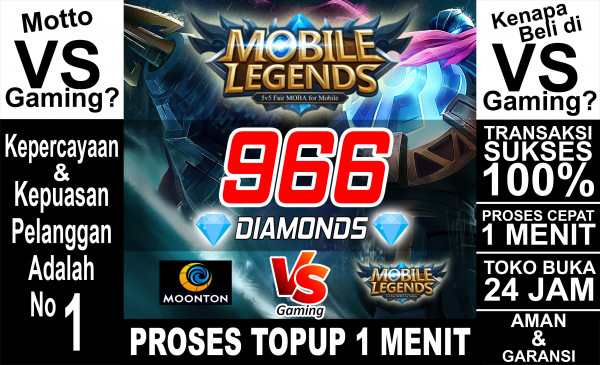 Motto
VS
Gaming?
Kepercayaan
&
Kepuasan
Pelanggan
Adalah
No 1
MOBILE
LEGENDS
5v5 Fair MOBA for Mobile
966
DIAMONDS
MOONTON
VS
Gaming
MOBILE
LEGENDS
PROSES TOPUP 1 MENIT
Kenapa
Beli di
VS
Gaming?
TRANSAKSI
SUKSES
100%
PROSES CEPAT
1 MENIT
TOKO BUKA
24 JAM
AMAN
&
GARANSI